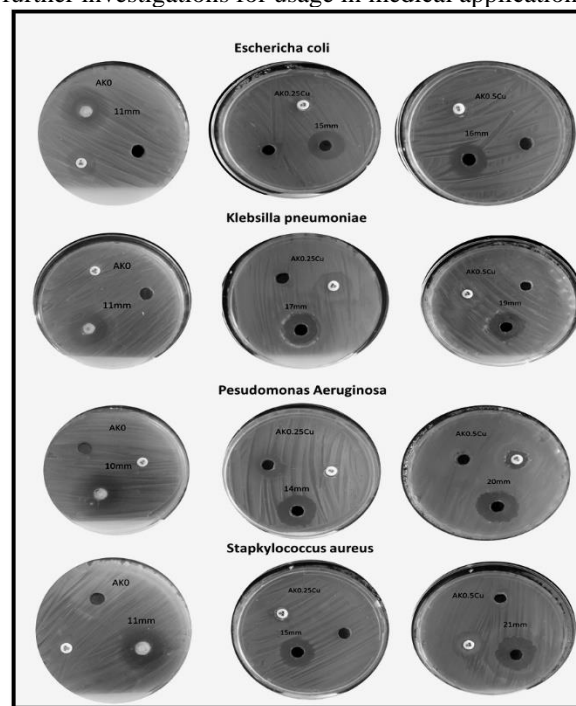 further investigations for usage in medical application
Eschericha coli
AK0
11mm
AK0.25Cu
15mm
AK0.5Cu
16mm
Klebsilla pneumoniae
AK0
11mm
AK0.25Cu
17mm
AK0.5Cu
19mm
Pesudomonas Aeruginosa
AK0
10mm
AK0.25Cu
14mm
AK0.5Cu
20mm
Stapkylococcus aureus
AK0
11mm
AK0.25Cu
15mm
AK0.5Cu
21mm